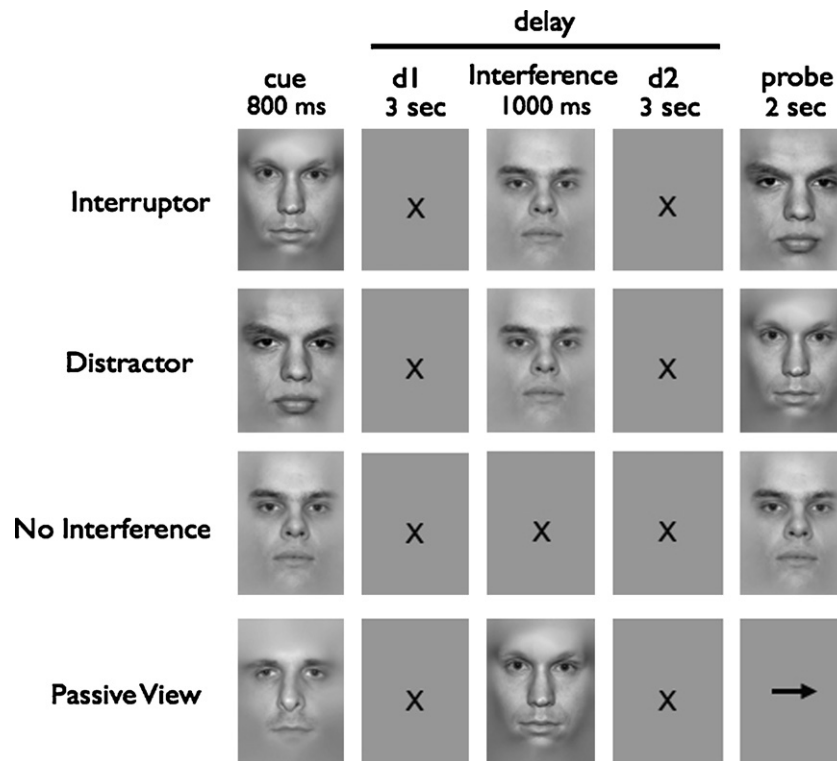 delay
cue d1 Interference d2 probe
800 ms 3 sec 1000 ms 3 sec 2 sec
Interruptor X X
Distractor X X
No Interference X X X
Passive View X X